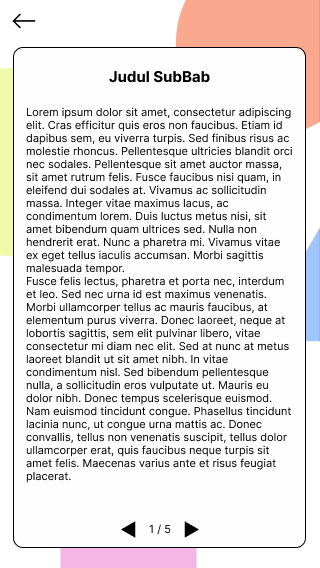 Judul SubBab
Lorem ipsum dolor sit amet, consectetur adipiscing
elit. Cras efficitur quis eros non faucibus. Etiam id
dapibus sem, eu viverra turpis. Sed finibus risus ac
molestie rhoncus. Pellentesque ultricies blandit orci
nec sodales. Pellentesque sit amet auctor massa,
sit amet rutrum felis. Fusce faucibus nisi quam, in
eleifend dui sodales at. Vivamus ac sollicitudin
massa. Integer vitae maximus lacus, ac
condimentum lorem. Duis luctus metus nisi, sit
amet bibendum quam ultrices sed. Nulla non
hendrerit erat. Nunc a pharetra mi. Vivamus vitae
ex eget tellus iaculis accumsan. Morbi sagittis
malesuada tempor.
Fusce felis lectus, pharetra et porta nec, interdum
et leo. Sed nec urna id est maximus venenatis.
Morbi ullamcorper tellus ac mauris faucibus, at
elementum purus viverra. Donec laoreet, neque at
lobortis sagittis, sem elit pulvinar libero, vitae
consectetur mi diam nec elit. Sed at nunc at metus
laoreet blandit ut sit amet nibh. In vitae
condimentum nisl. Sed bibendum pellentesque
nulla, a sollicitudin eros vulputate ut. Mauris eu
dolor nibh. Donec tempus scelerisque euismod.
Nam euismod tincidunt congue. Phasellus tincidunt
lacinia nunc, ut congue urna mattis ac. Donec
convallis, tellus non venenatis suscipit, tellus dolor
ullamcorper erat, quis faucibus neque turpis sit
amet felis. Maecenas varius ante et risus feugiat
placerat.
1 / 5